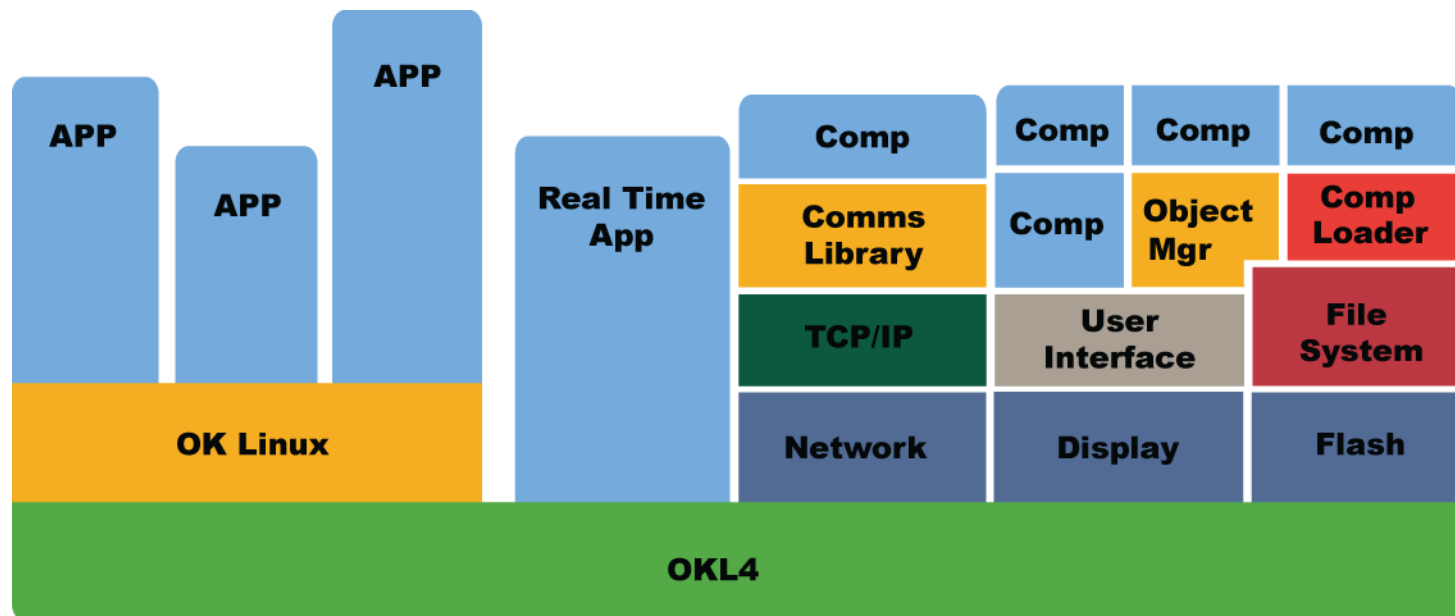 APP
APP
APP
OK Linux
Real Time
App
Comp
Comms
Library
TCP/IP
Network
Comp
Comp
Comp
Comp
Object
Mgr
Comp
Loader
User
Interface
File
System
Display
Flash
OKL4